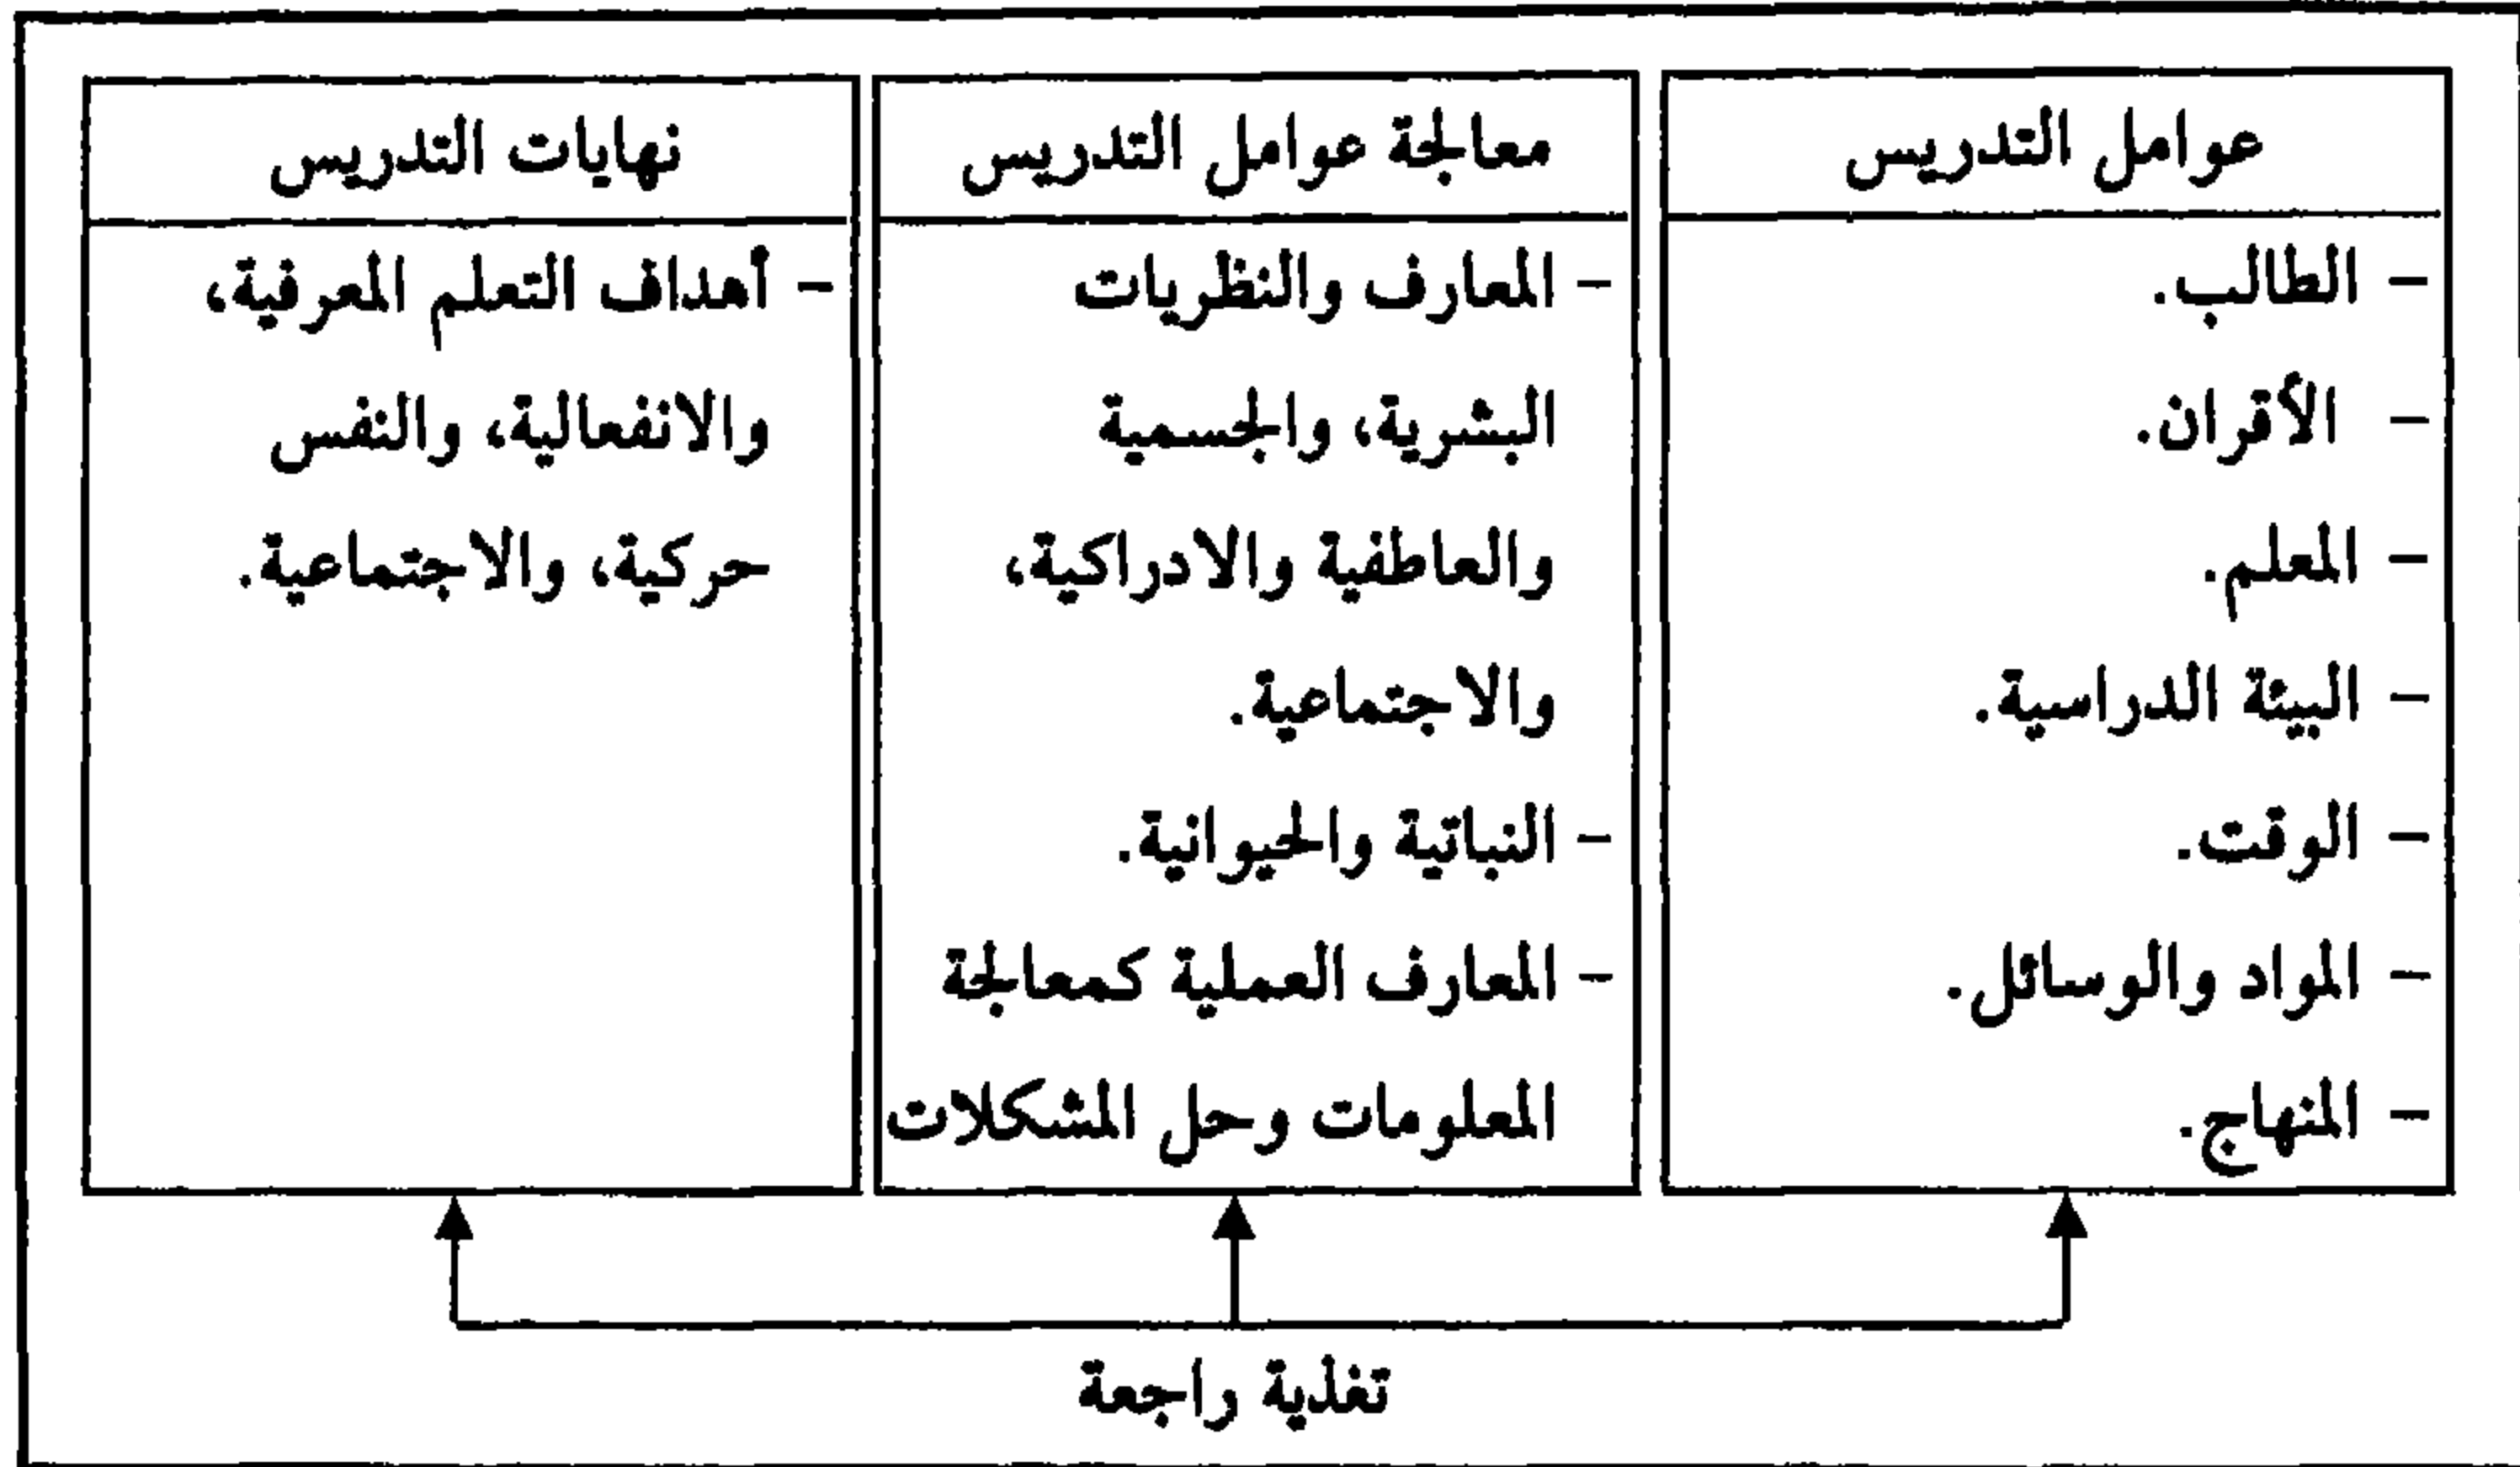 عوامل التدريس
– الطالب.
– الأقران.
– المعلم.
– البيئة الدراسية.
– الوقت.
– المواد والوسائل.
– المنهاج.
معالجة عوامل التدريس
– المعارف والنظريات
البشرية، والجسمية
والعاطفية والادراكية،
والاجتماعية.
– النباتية والحيوانية.
– المعارف العملية كمعالجة
المعلومات وحل المشكلات
نهايات التدريس
– أهداف التعلم المعرفية،
والانفعالية، والنفس
حركية، والاجتماعية.
تغذية راجعة